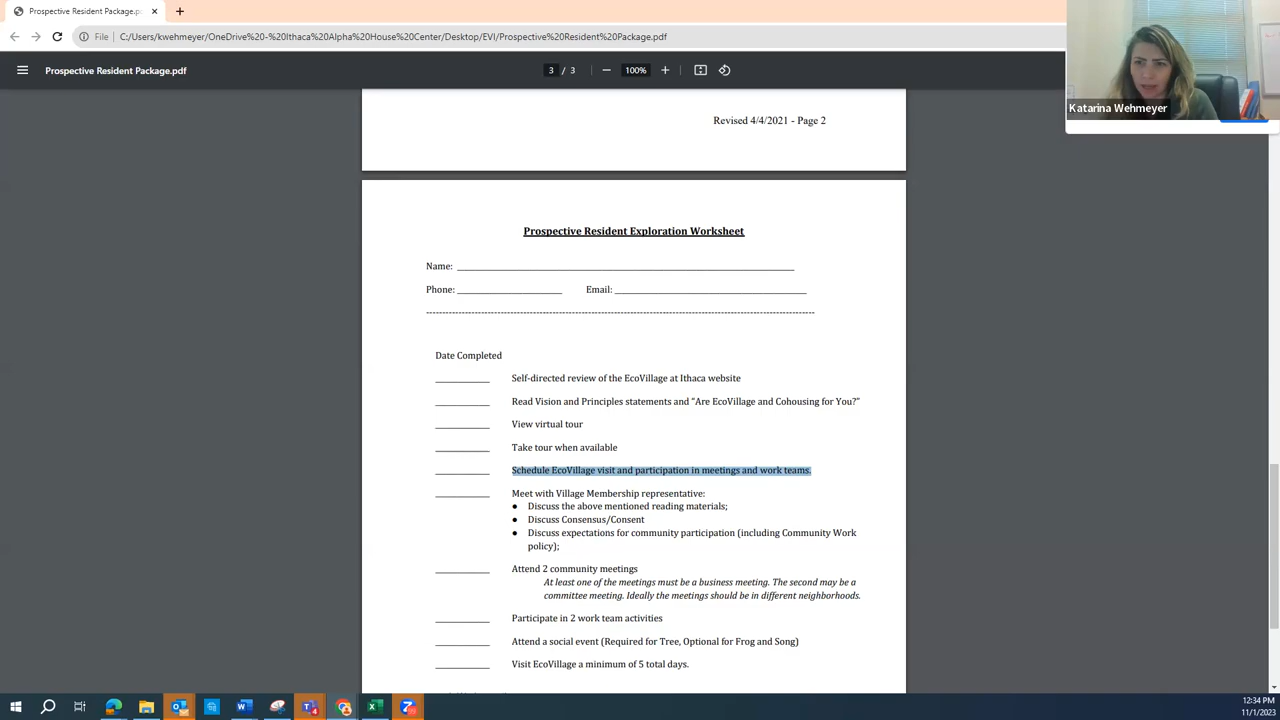 Prospective Resident Package.p
File
C:/Users/kwehmeyer/OneDrive%20-%20Ithaca%20Alpha%20House%20Center/Desktop/EVI/Prospective%20Resident%20Package.pdf
Prospective Resident Package.pdf
3 / 3
100%
Katarina Wehmeyer
Revised 4/4/2021 - Page 2
Prospective Resident Exploration Worksheet
Name:
Phone: Email:
Date Completed
Self-directed review of the EcoVillage at Ithaca website
Read Vision and Principles statements and “Are EcoVillage and Cohousing for You?”
View virtual tour
Take tour when available
Schedule EcoVillage visit and participation in meetings and work teams.
Meet with Village Membership representative:
● Discuss the above mentioned reading materials;
● Discuss Consensus/Consent
● Discuss expectations for community participation (including Community Work
policy);
Attend 2 community meetings
At least one of the meetings must be a business meeting. The second may be a
committee meeting. Ideally the meetings should be in different neighborhoods.
Participate in 2 work team activities
Attend a social event (Required for Tree, Optional for Frog and Song)
Visit EcoVillage a minimum of 5 total days.
12:34 PM
11/1/2023